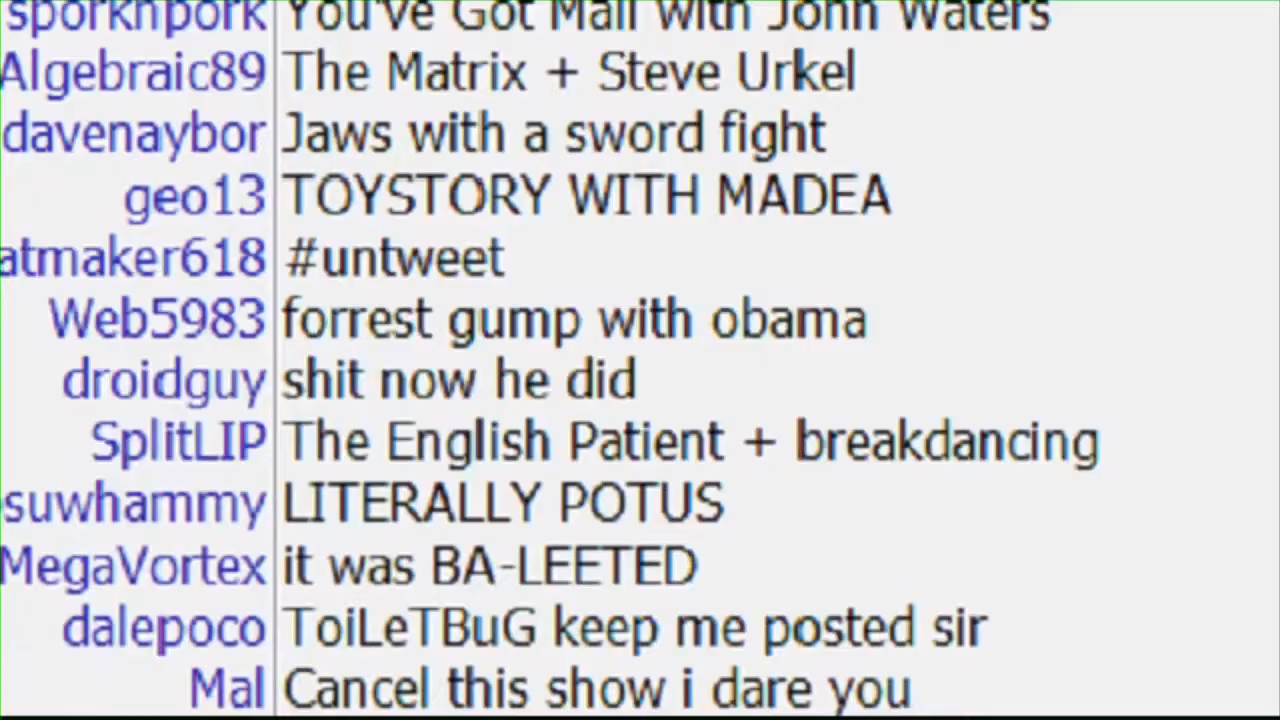 sporknpork You've Got Mail with John Waters
Algebraic89 The Matrix + Steve Urkel
davenaybor Jaws with a sword fight
geo13 TOYSTORY WITH MADEA
atmaker618 #untweet
Web5983 forrest gump with obama
droidguy shit now he did
SplitLIP The English Patient + breakdancing
suwhammy LITERALLY POTUS
MegaVortex it was BA-LEETED
dalepoco ToiLeTBuG keep me posted sir
Mal Cancel this show i dare you